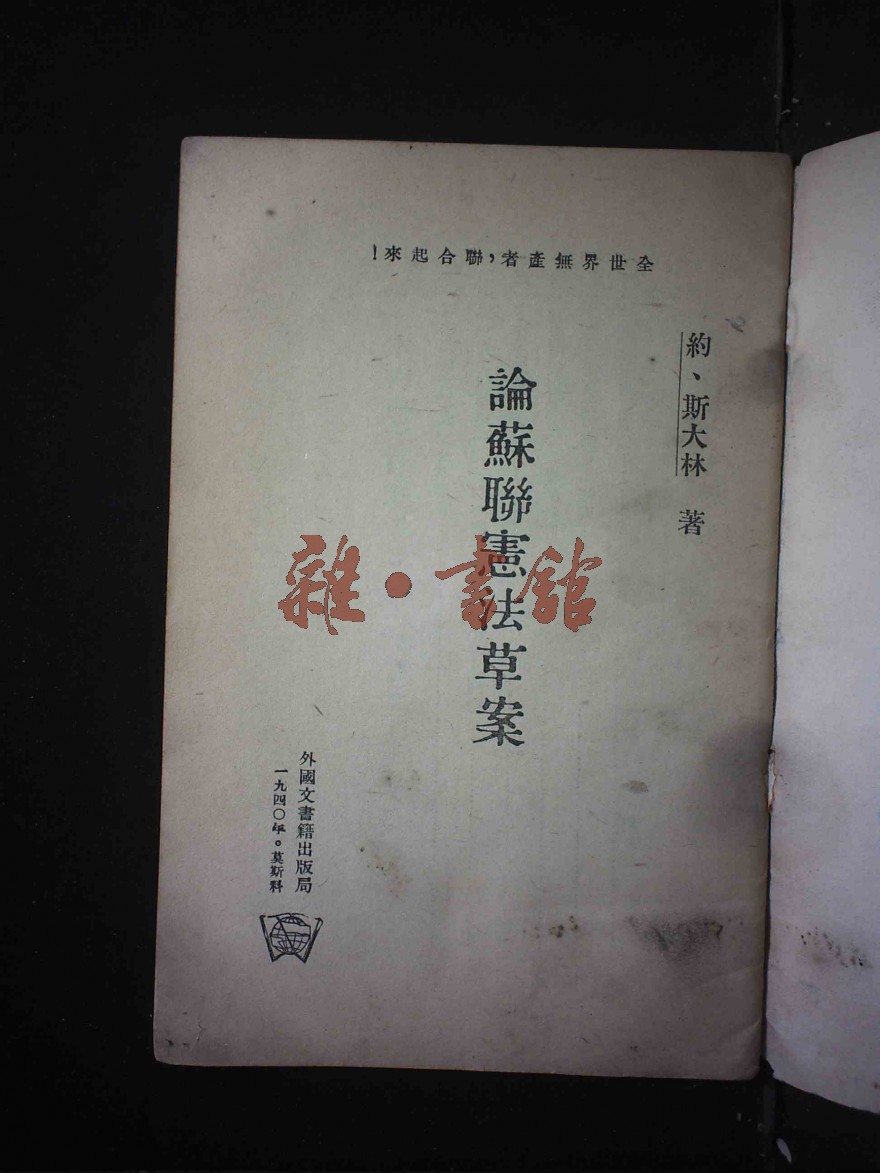 全世界無產者,聯合起來!
約、斯大林 著
論蘇聯憲法草案
外國文書籍出版局
一九四〇年。莫斯科
雜·書館